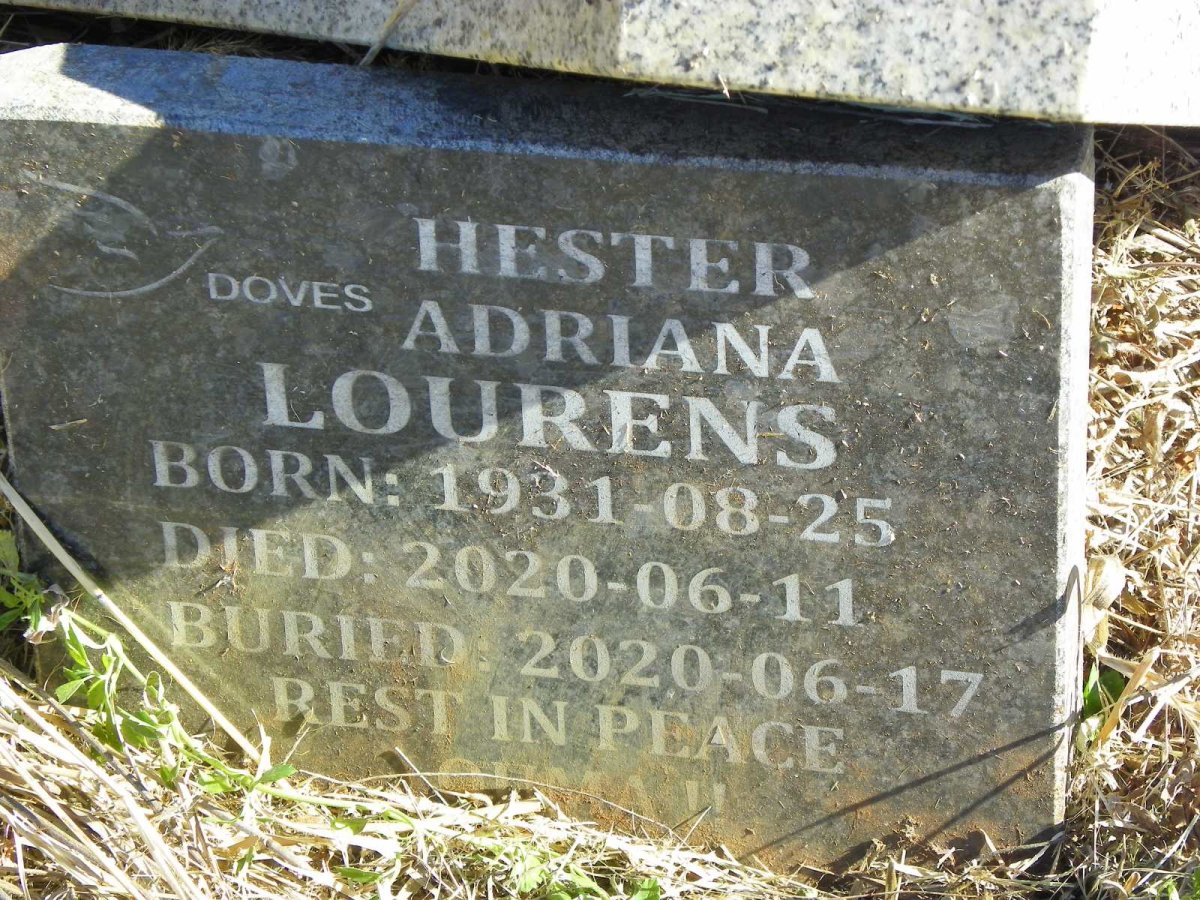 HESTER
DOVES
ADRIANA
LOURENS
BORN: 1931-08-25
DIED: 2020-06-11
BURIED: 2020-06-17
REST IN PEACE